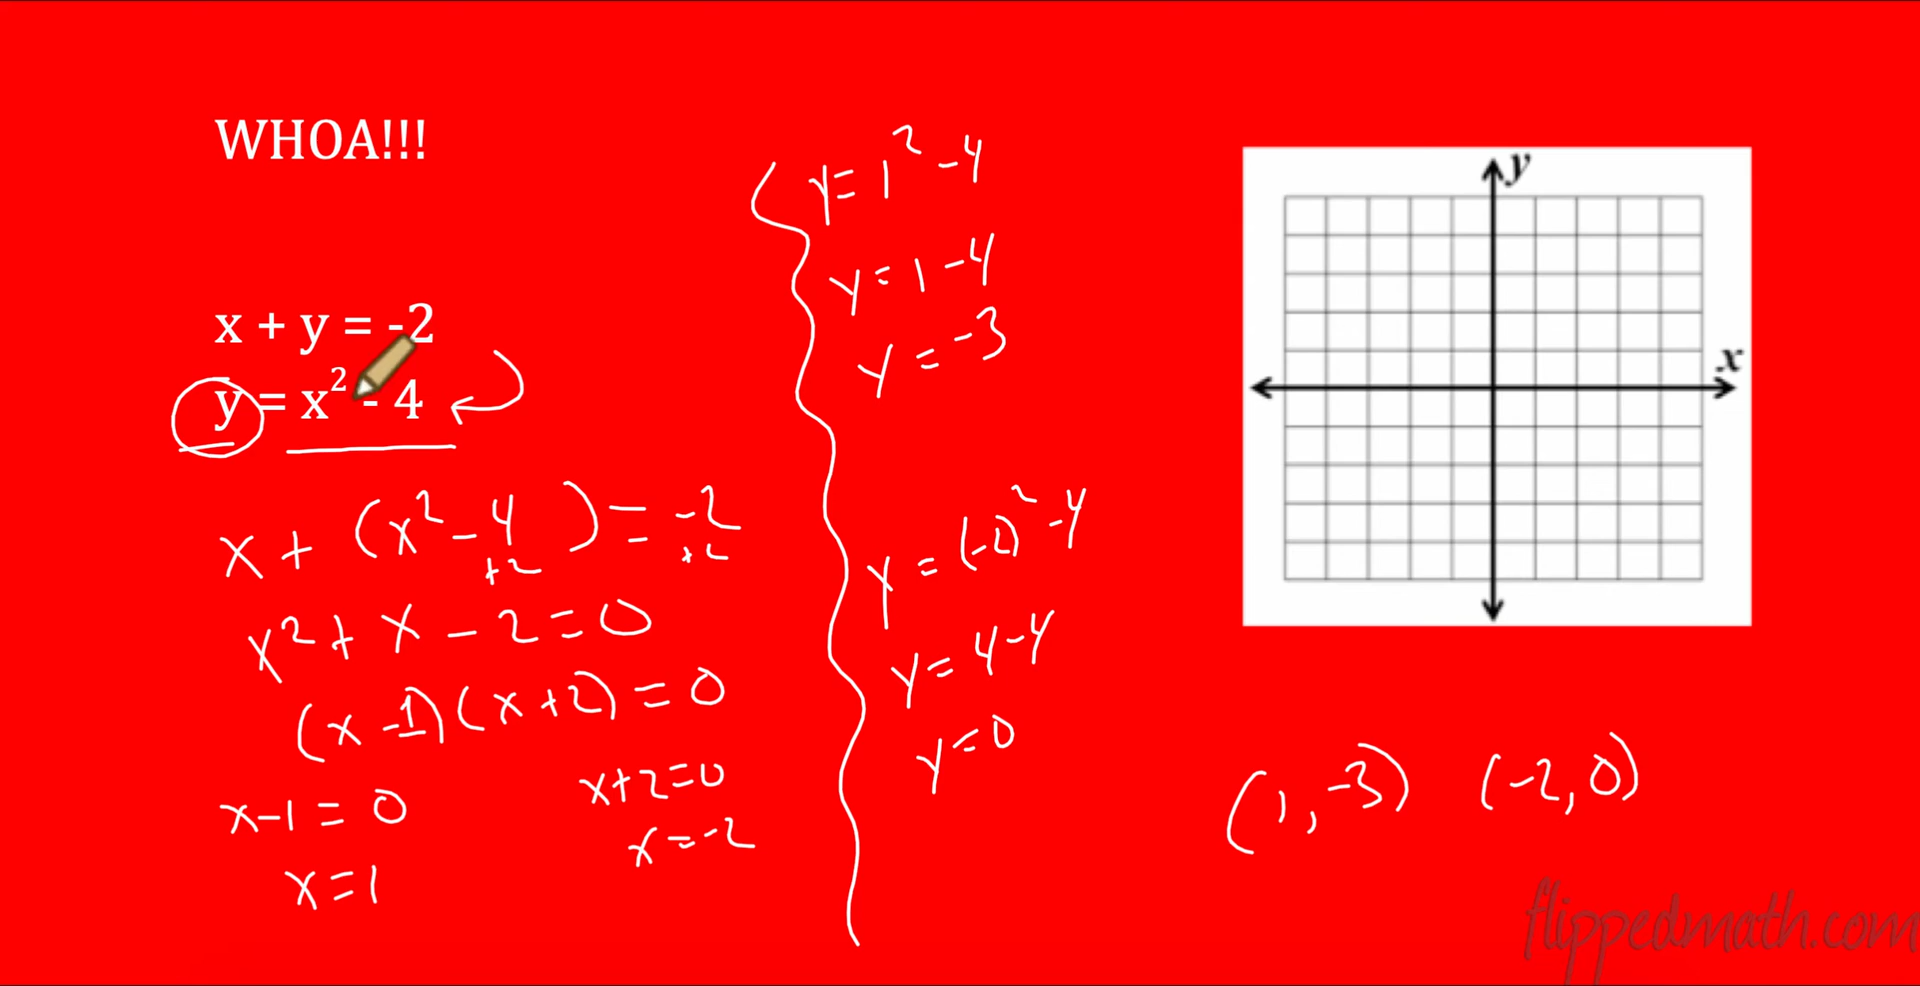 WHOA!!!
x + y = -2
y = x² - 4
x + (x² - 4) = -2
+2 +2
x² + x - 2 = 0
(x -1)(x + 2) = 0
x - 1 = 0
x = 1
x + 2 = 0
x = -2
y = 1² - 4
y = 1 - 4
y = -3
y = (-2)² - 4
y = 4 - 4
y = 0
y
x
(1, -3) (-2, 0)
flippedmath.com